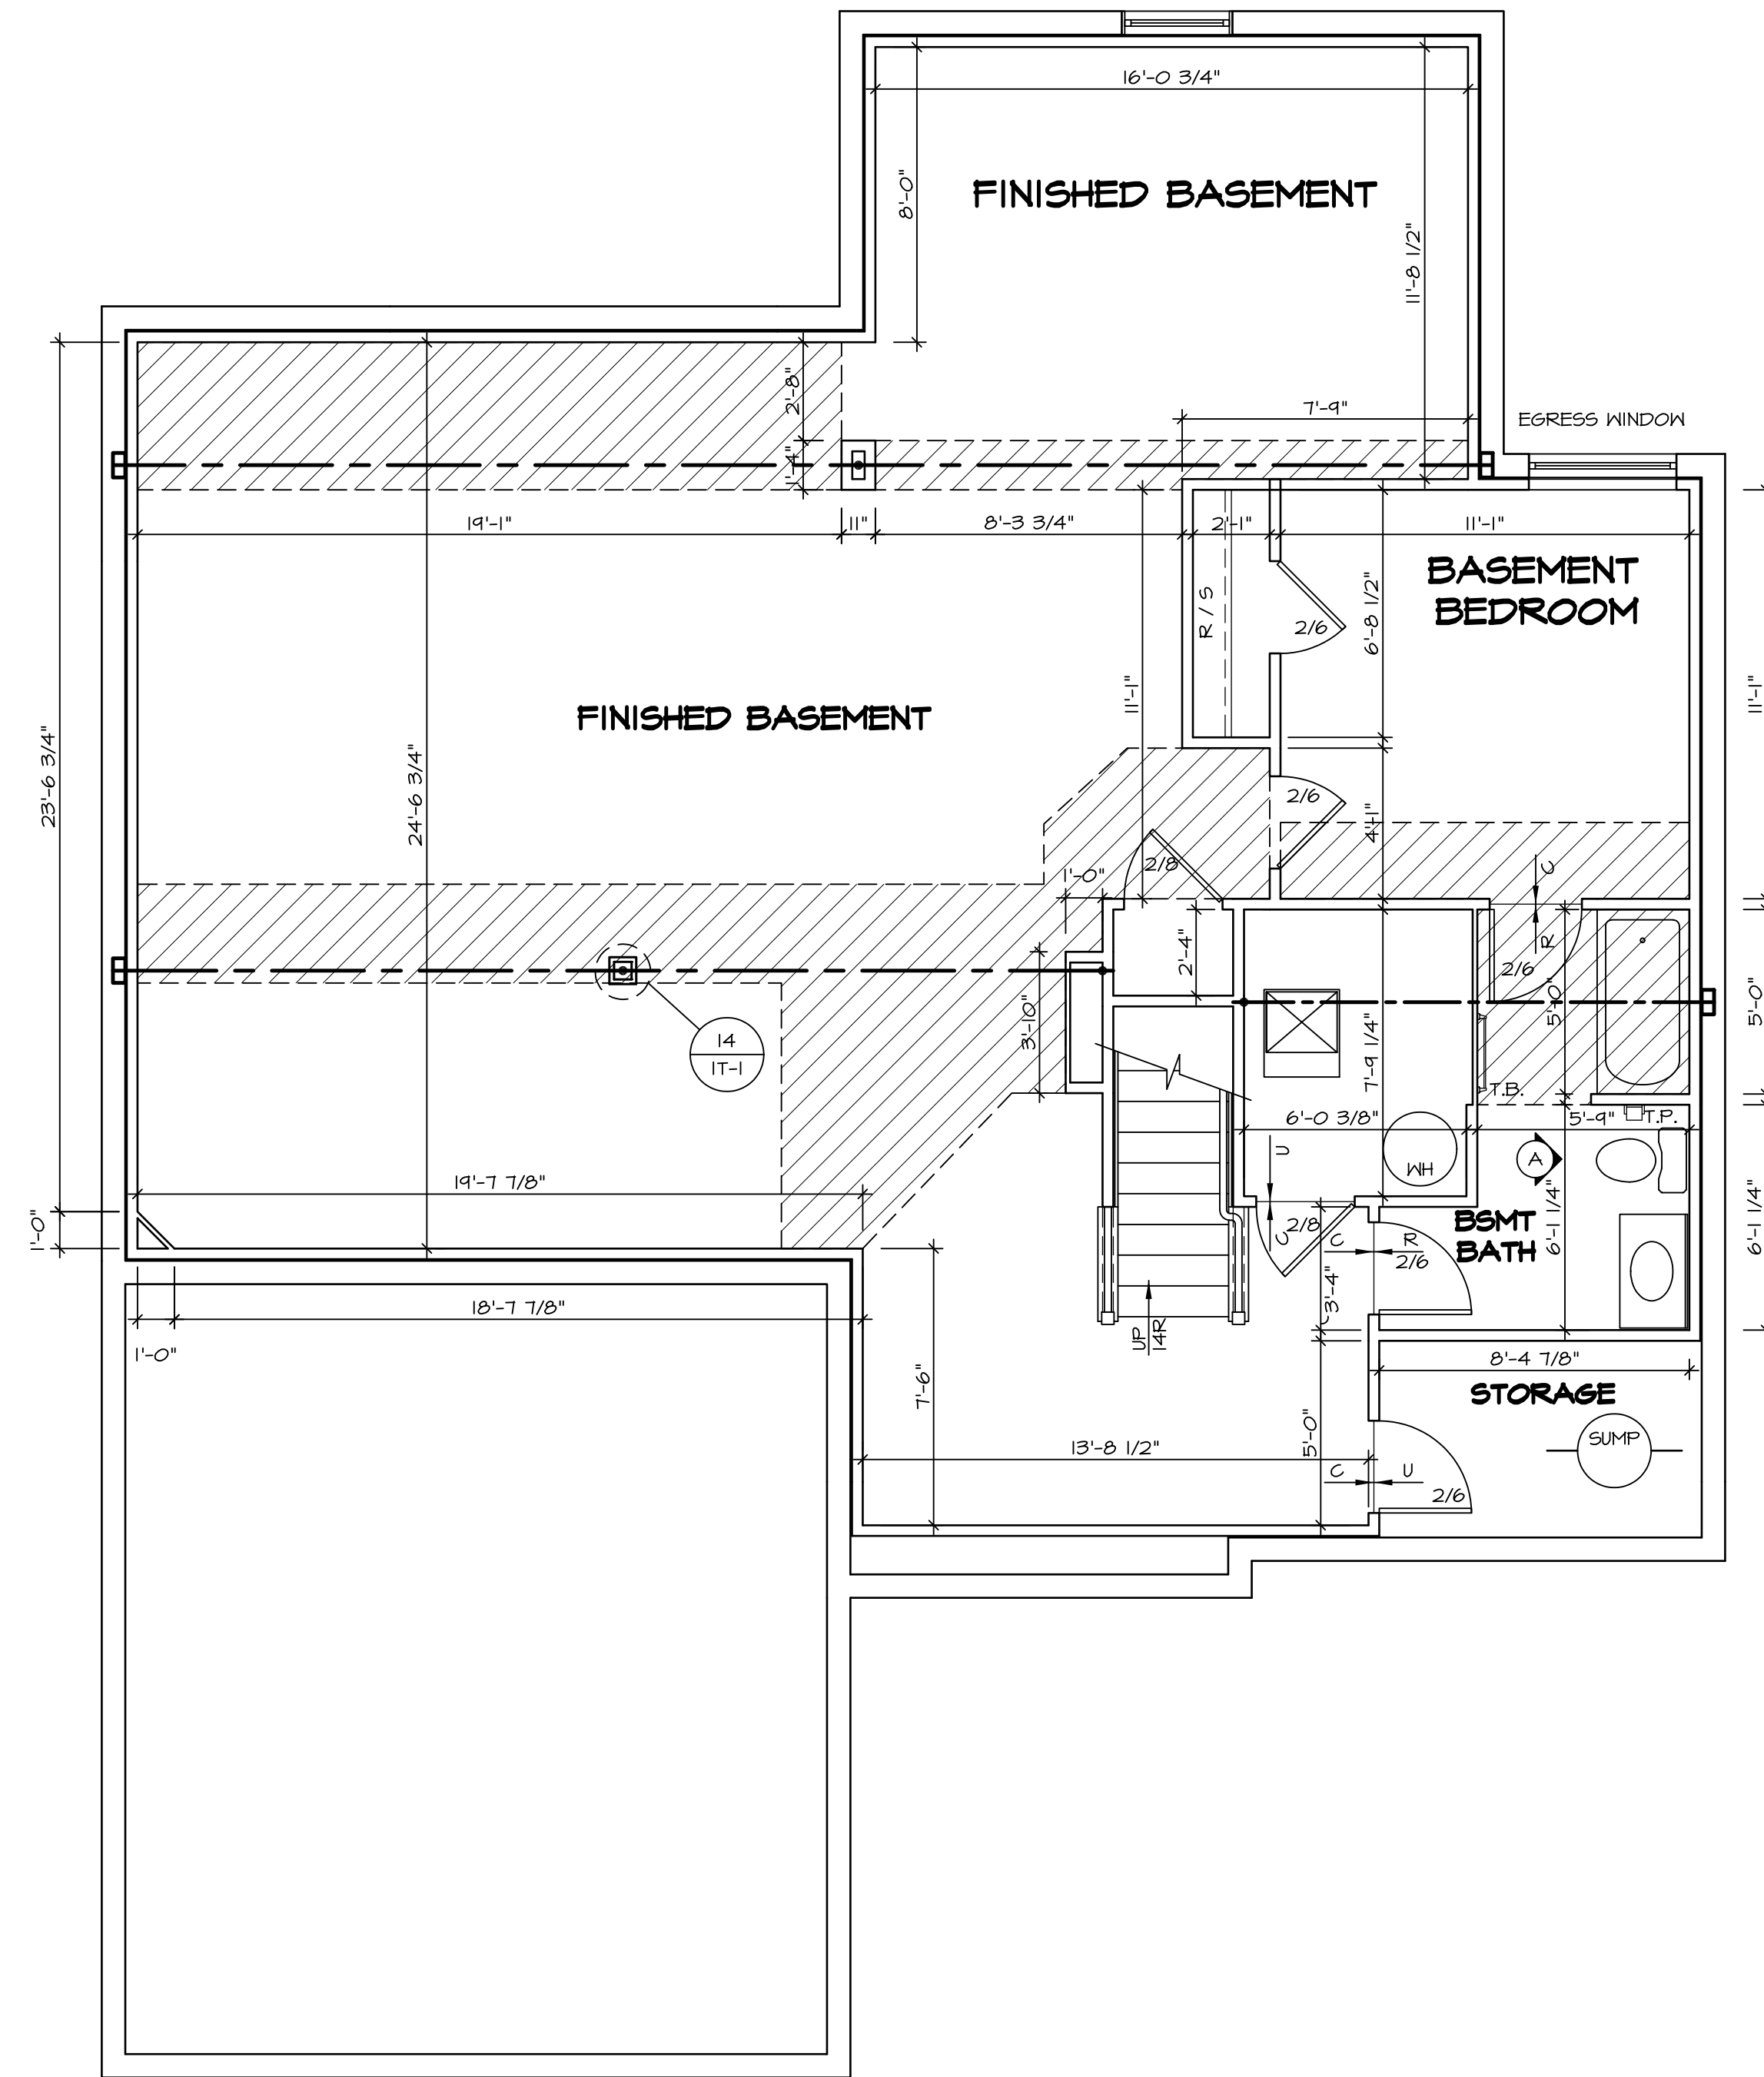 16'-0 3/4"
8'-0"
FINISHED BASEMENT
11'-8 1/2"
2'-8"
7'-9"
EGRESS WINDOW
1'-4"
19'-1"
11"
8'-3 3/4"
2'-1"
11'-1"
BASEMENT
BEDROOM
R / S
2/6
6'-8 1/2"
11'-1"
11'-1"
FINISHED BASEMENT
23'-6 3/4"
24'-6 3/4"
2/6
4'-1"
2/8
1'-0"
C
R
2'-4"
2/6
5'-0"
5'-0"
3'-10"
14
1T-1
7'-9 1/4"
T.B.
6'-0 3/8"
5'-9"
T.P.
U
WH
A
19'-7 7/8"
1'-0"
BSMT
BATH
6'-1 1/4"
6'-1 1/4"
2/8
C
C
R
2/6
3'-4"
18'-7 7/8"
1'-0"
UP
14R
8'-4 7/8"
STORAGE
7'-6"
5'-0"
13'-8 1/2"
SUMP
C
U
2/6